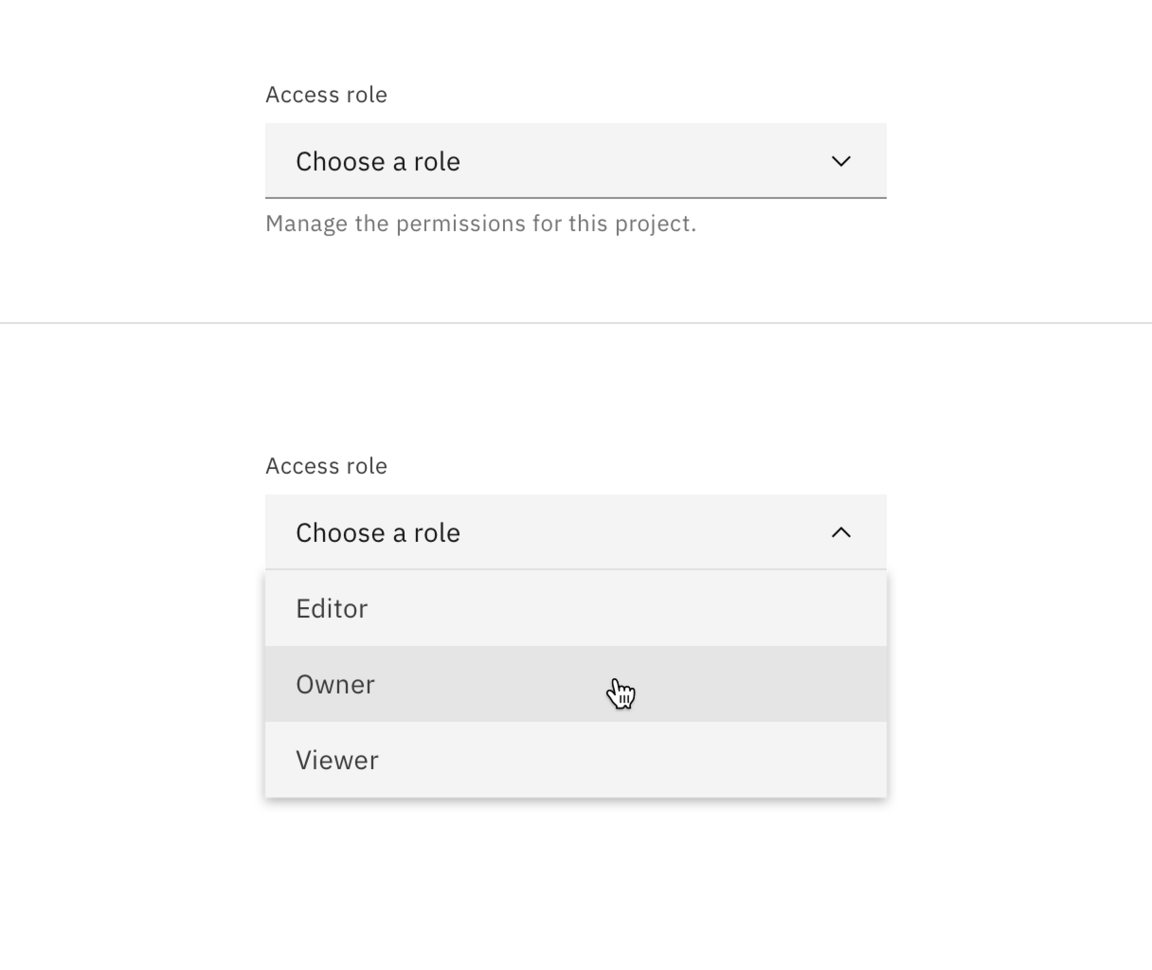 Access role
Choose a role
Manage the permissions for this project.
Access role
Choose a role
Editor
Owner
Viewer